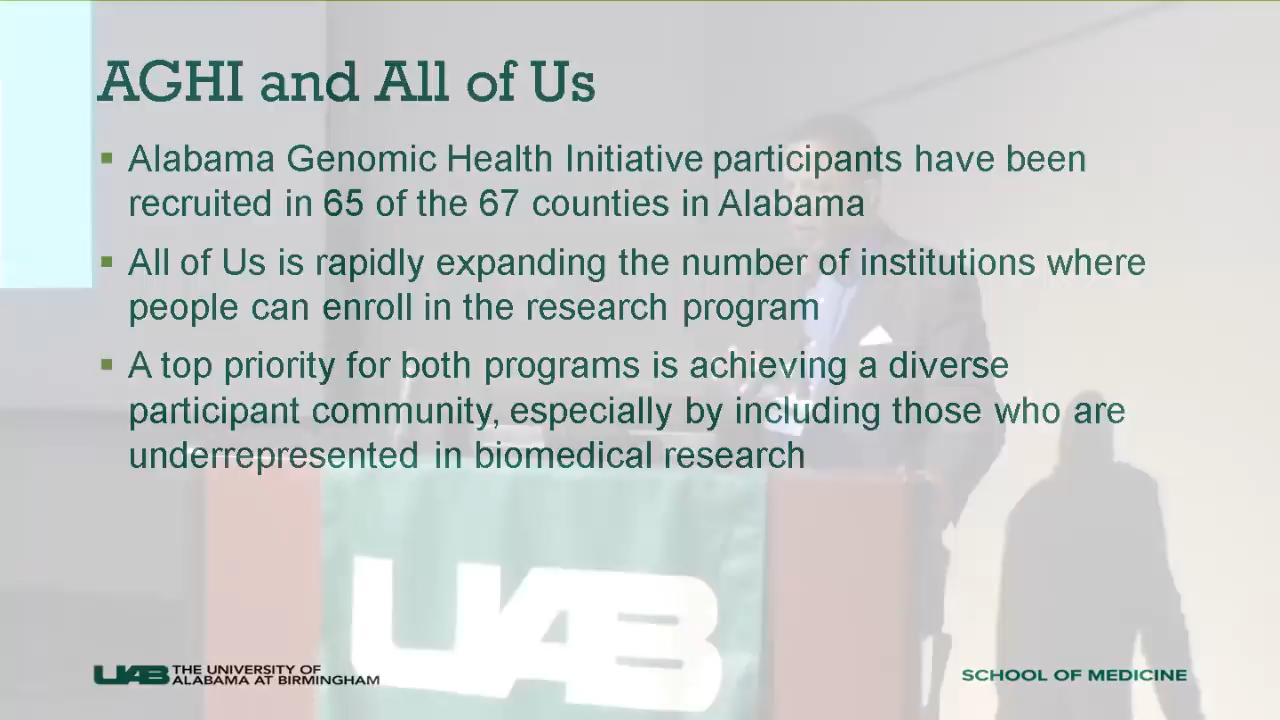 AGHI and All of Us
▪ Alabama Genomic Health Initiative participants have been
recruited in 65 of the 67 counties in Alabama
▪ All of Us is rapidly expanding the number of institutions where
people can enroll in the research program
▪ A top priority for both programs is achieving a diverse
participant community, especially by including those who are
underrepresented in biomedical research
UAB
UAB THE UNIVERSITY OF
ALABAMA AT BIRMINGHAM
SCHOOL OF MEDICINE